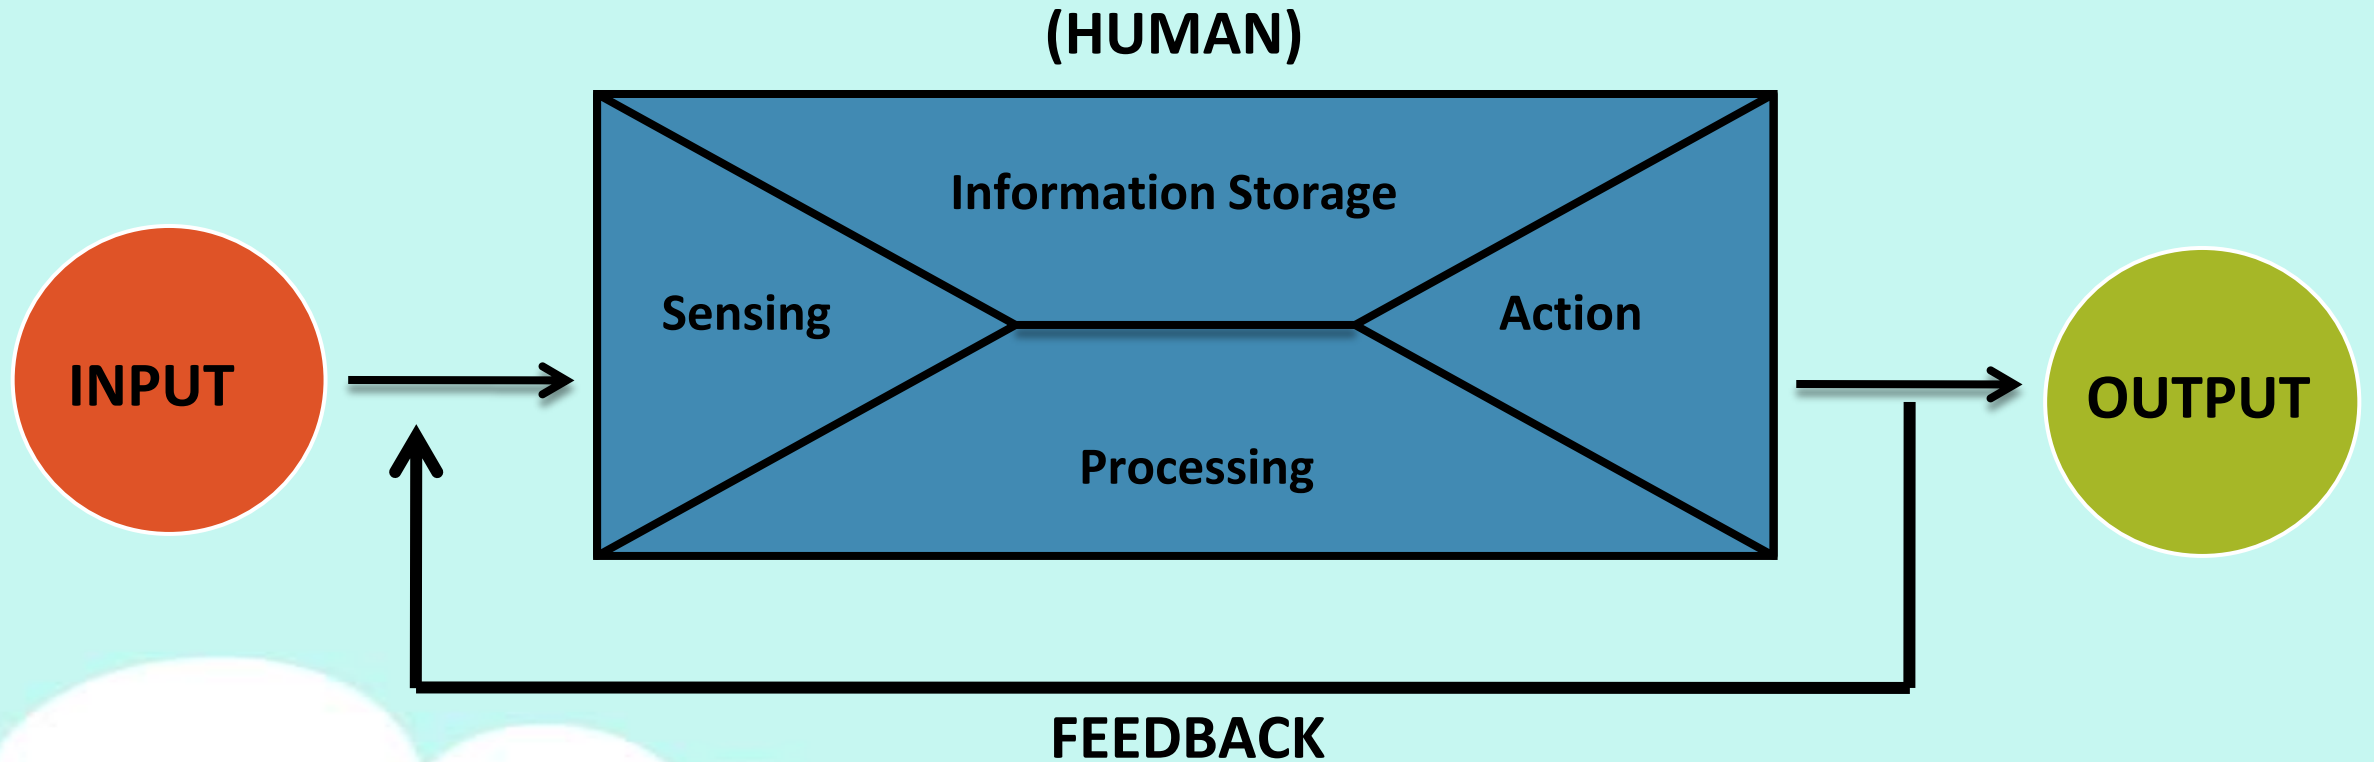 (HUMAN)
Information Storage
Sensing
Action
INPUT
OUTPUT
Processing
FEEDBACK